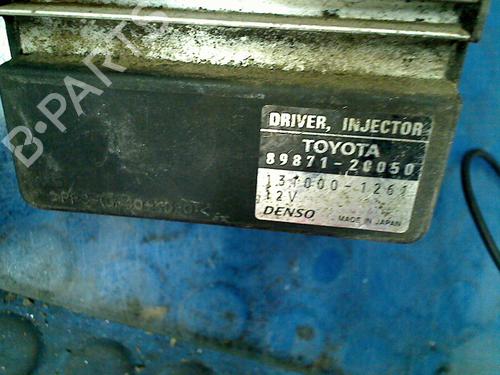 B-PARTS
DRIVER, INJECTOR
TOYOTA
89871-20050
131000-1261
12V
DENSO MADE IN JAPAN